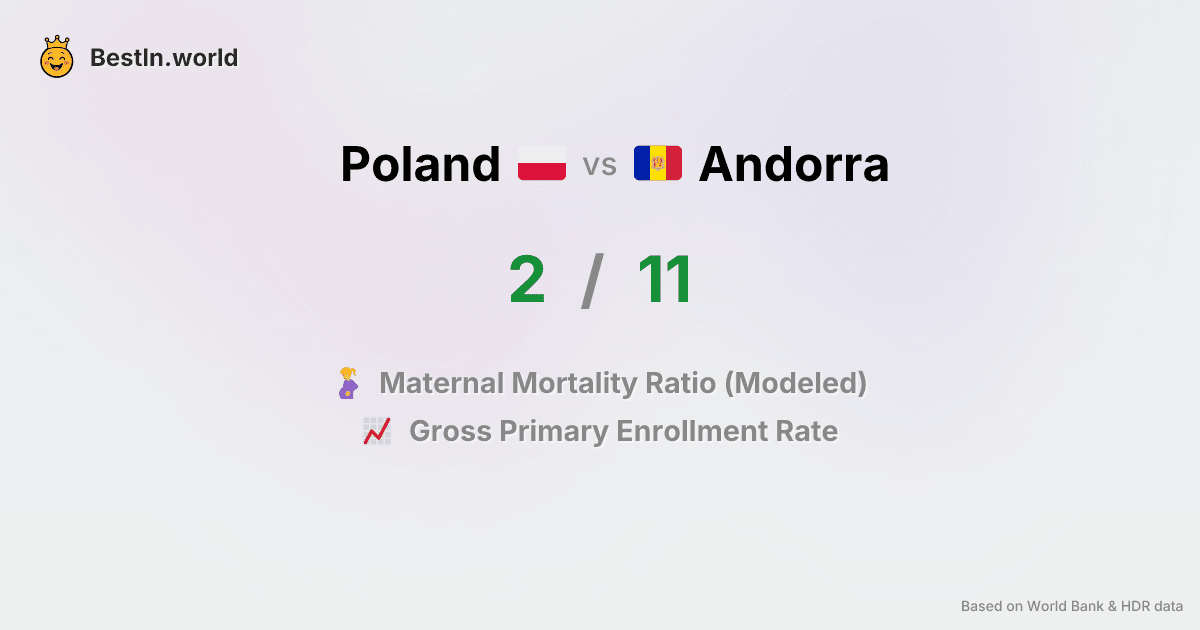 BestIn.world
Poland vs Andorra
2 / 11
Maternal Mortality Ratio (Modeled)
Gross Primary Enrollment Rate
Based on World Bank & HDR data